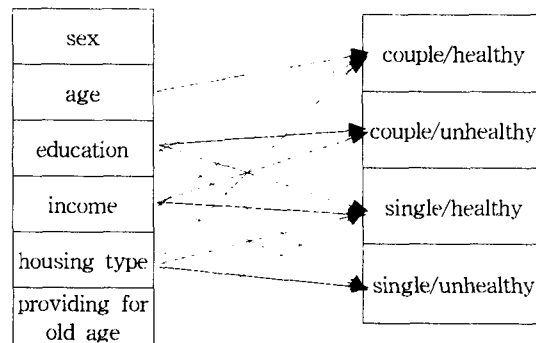 sex
age
education
income
housing type
providing for
old age
couple/healthy
couple/unhealthy
single/healthy
single/unhealthy